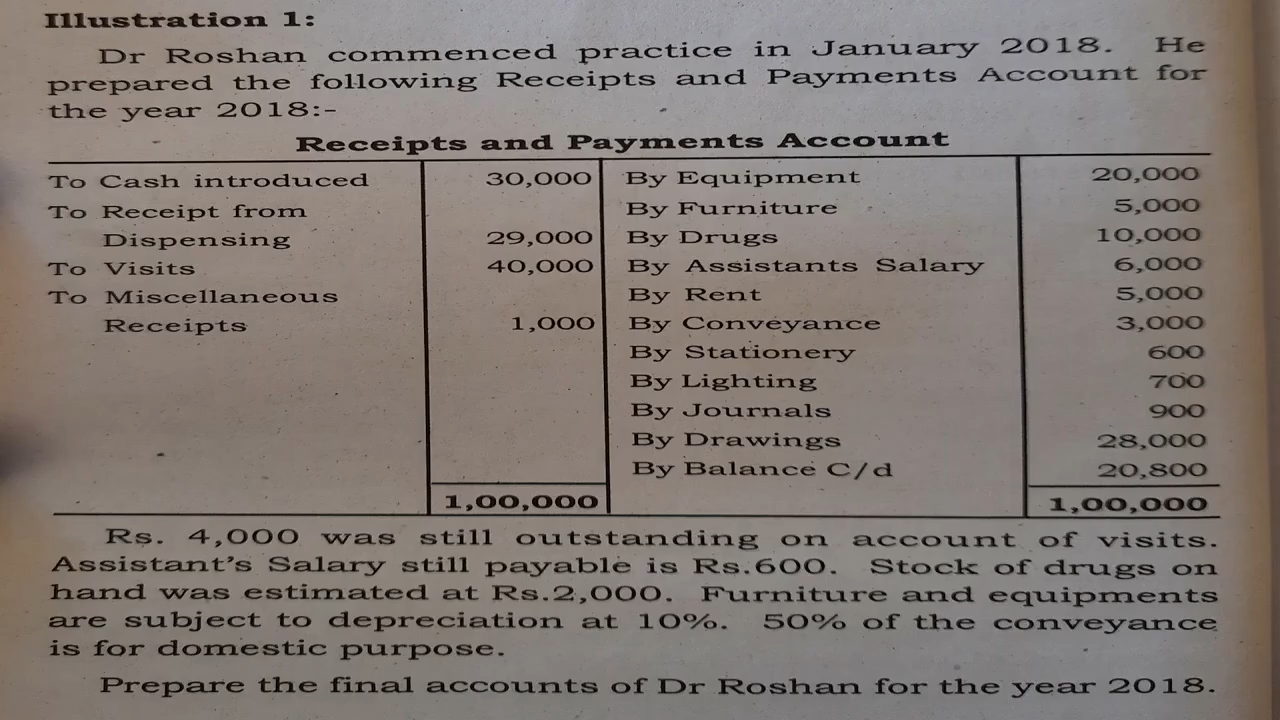 Illustration 1:
Dr Roshan commenced practice in January 2018. He
prepared the following Receipts and Payments Account for
the year 2018:-
Receipts and Payments Account
To Cash introduced 30,000 By Equipment 20,000
To Receipt from By Furniture 5,000
Dispensing 29,000 By Drugs 10,000
To Visits 40,000 By Assistants Salary 6,000
To Miscellaneous By Rent 5,000
Receipts 1,000 By Conveyance 3,000
By Stationery 600
By Lighting 700
By Journals 900
By Drawings 28,000
By Balance C/d 20,800
1,00,000 1,00,000
Rs. 4,000 was still outstanding on account of visits.
Assistant's Salary still payable is Rs.600. Stock of drugs on
hand was estimated at Rs.2,000. Furniture and equipments
are subject to depreciation at 10%. 50% of the conveyance
is for domestic purpose.
Prepare the final accounts of Dr Roshan for the year 2018.